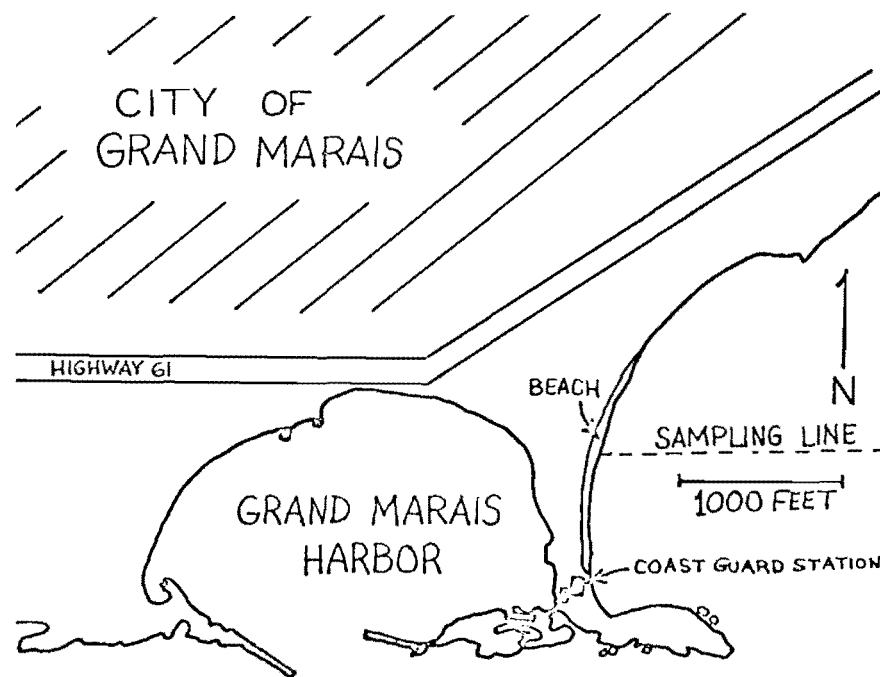 CITY OF
GRAND MARAIS
HIGHWAY 61
BEACH
N
SAMPLING LINE
1000 FEET
GRAND MARAIS
HARBOR
COAST GUARD STATION